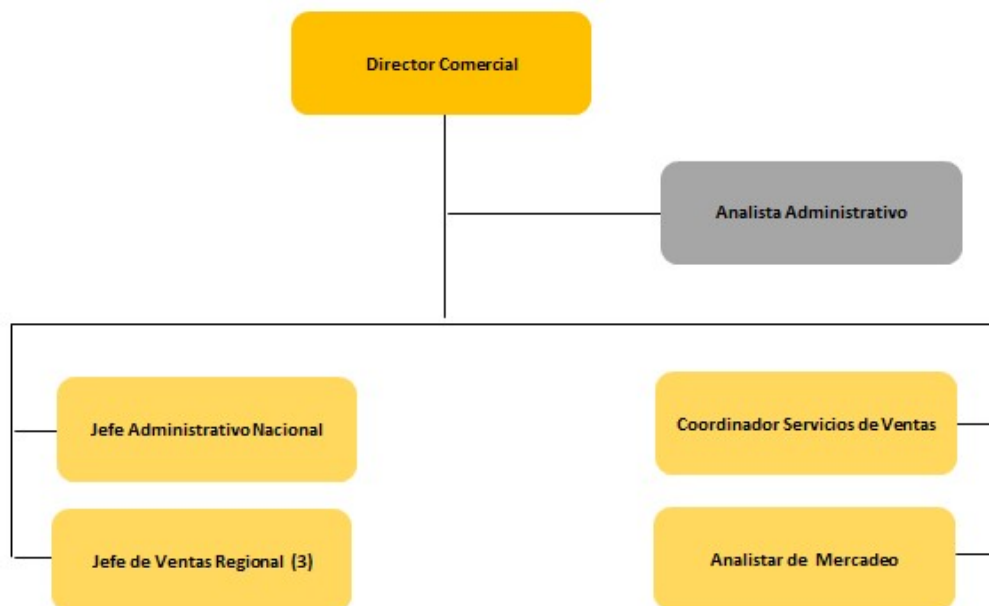 Director Comercial
Analista Administrativo
Jefe Administrativo Nacional
Coordinador Servicios de Ventas
Jefe de Ventas Regional (3)
Analistar de Mercadeo